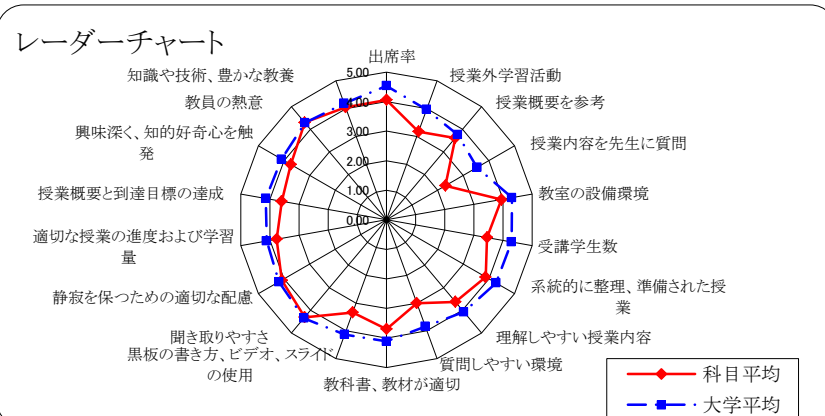 レーダーチャート
出席率
授業外学習活動
授業概要を参考
授業内容を先生に質問
教室の設備環境
受講学生数
系統的に整理、準備された授
業
理解しやすい授業内容
質問しやすい環境
教科書、教材が適切
黒板の書き方、ビデオ、スライド
の使用
聞き取りやすさ
静寂を保つための適切な配慮
適切な授業の進度および学習
量
授業概要と到達目標の達成
興味深く、知的好奇心を触
発
教員の熱意
知識や技術、豊かな教養
5.00
4.00
3.00
2.00
1.00
0.00
科目平均
大学平均